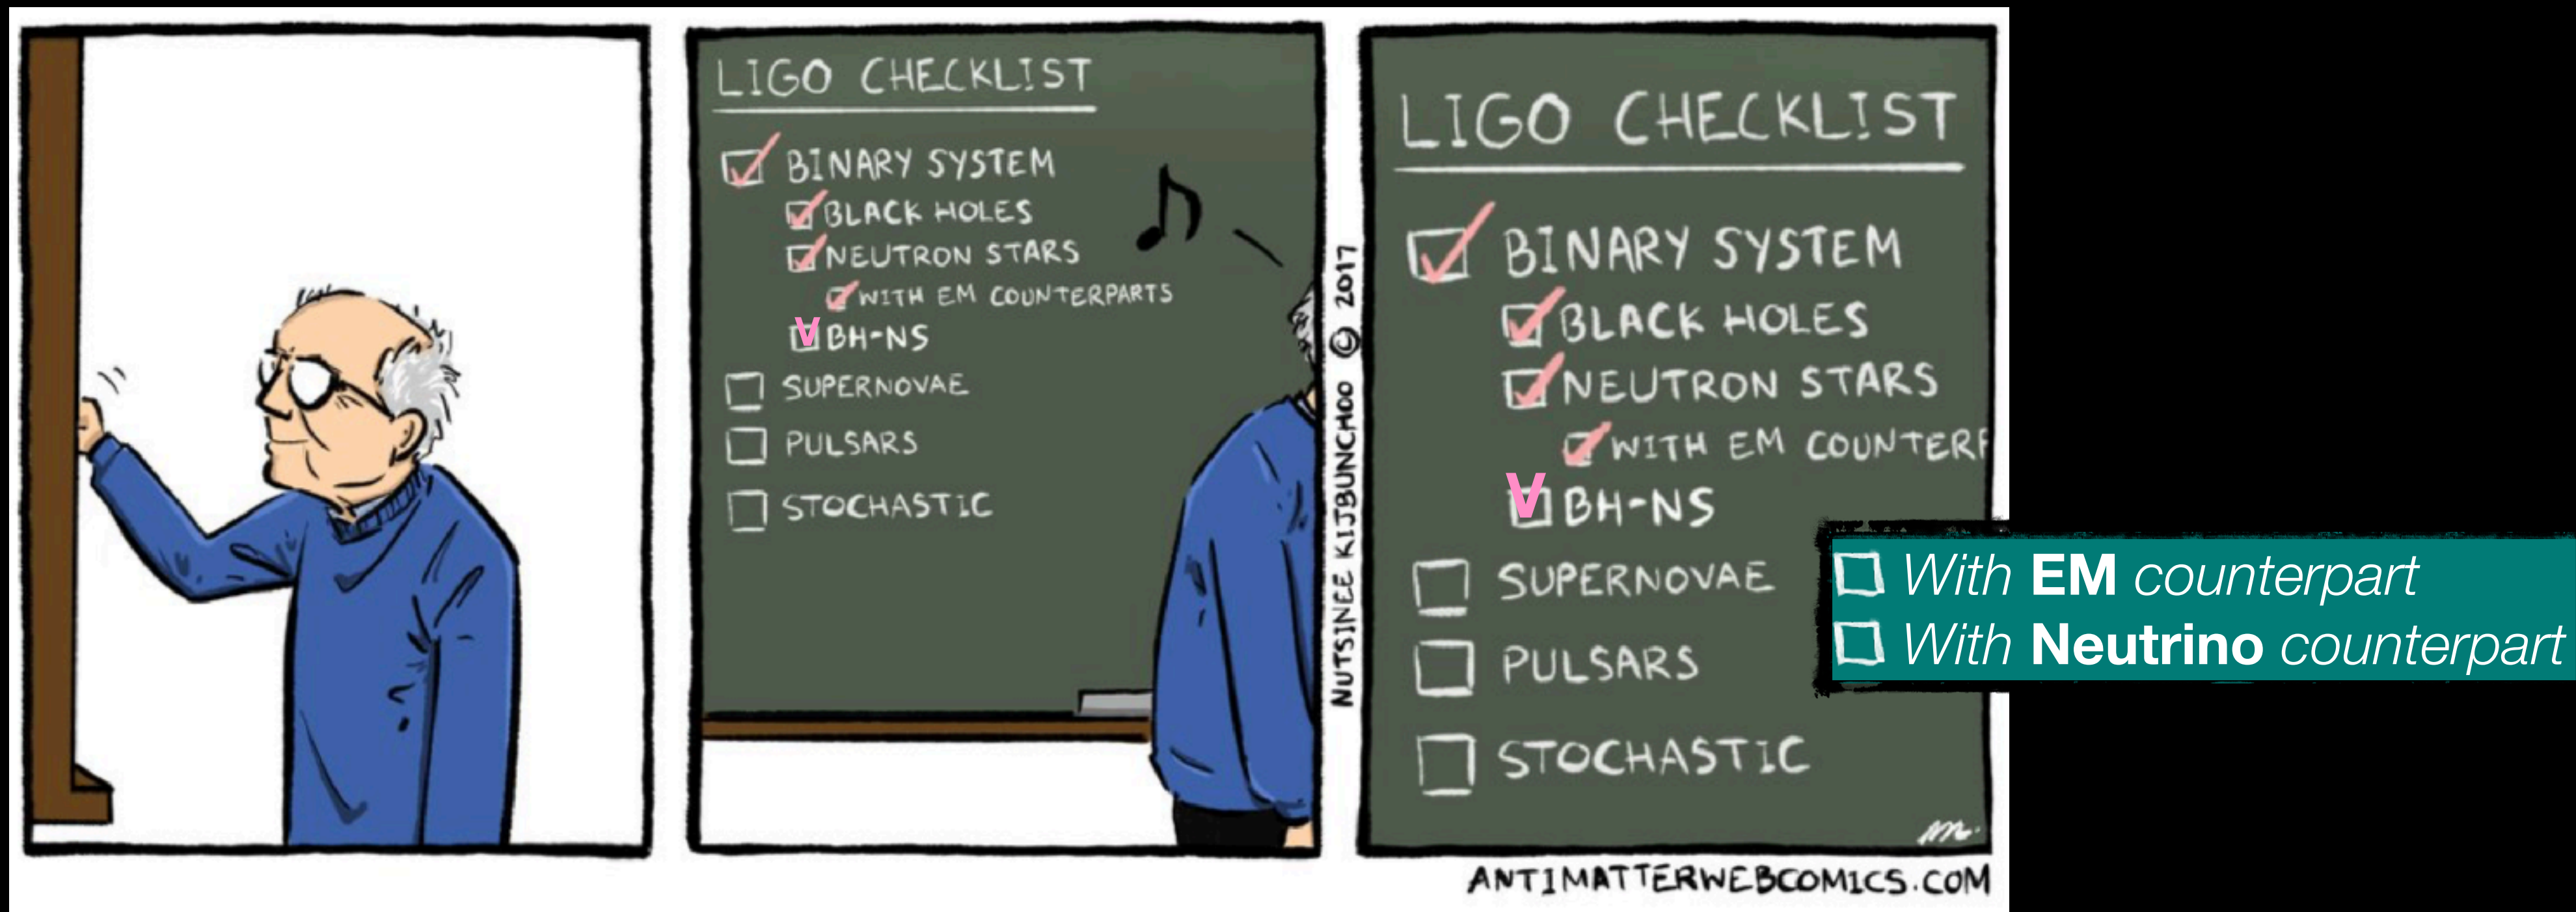 LIGO CHECKLIST
BINARY SYSTEM
BLACK HOLES
NEUTRON STARS
WITH EM COUNTERPARTS
V BH-NS
SUPERNOVAE
PULSARS
STOCHASTIC
NUTSINEE KIJBUNCHOO © 2017
LIGO CHECKLIST
BINARY SYSTEM
BLACK HOLES
NEUTRON STARS
WITH EM COUNTERP
V BH-NS
SUPERNOVAE
PULSARS
STOCHASTIC
With EM counterpart
With Neutrino counterpart
ANTIMATTERWEBCOMICS.COM